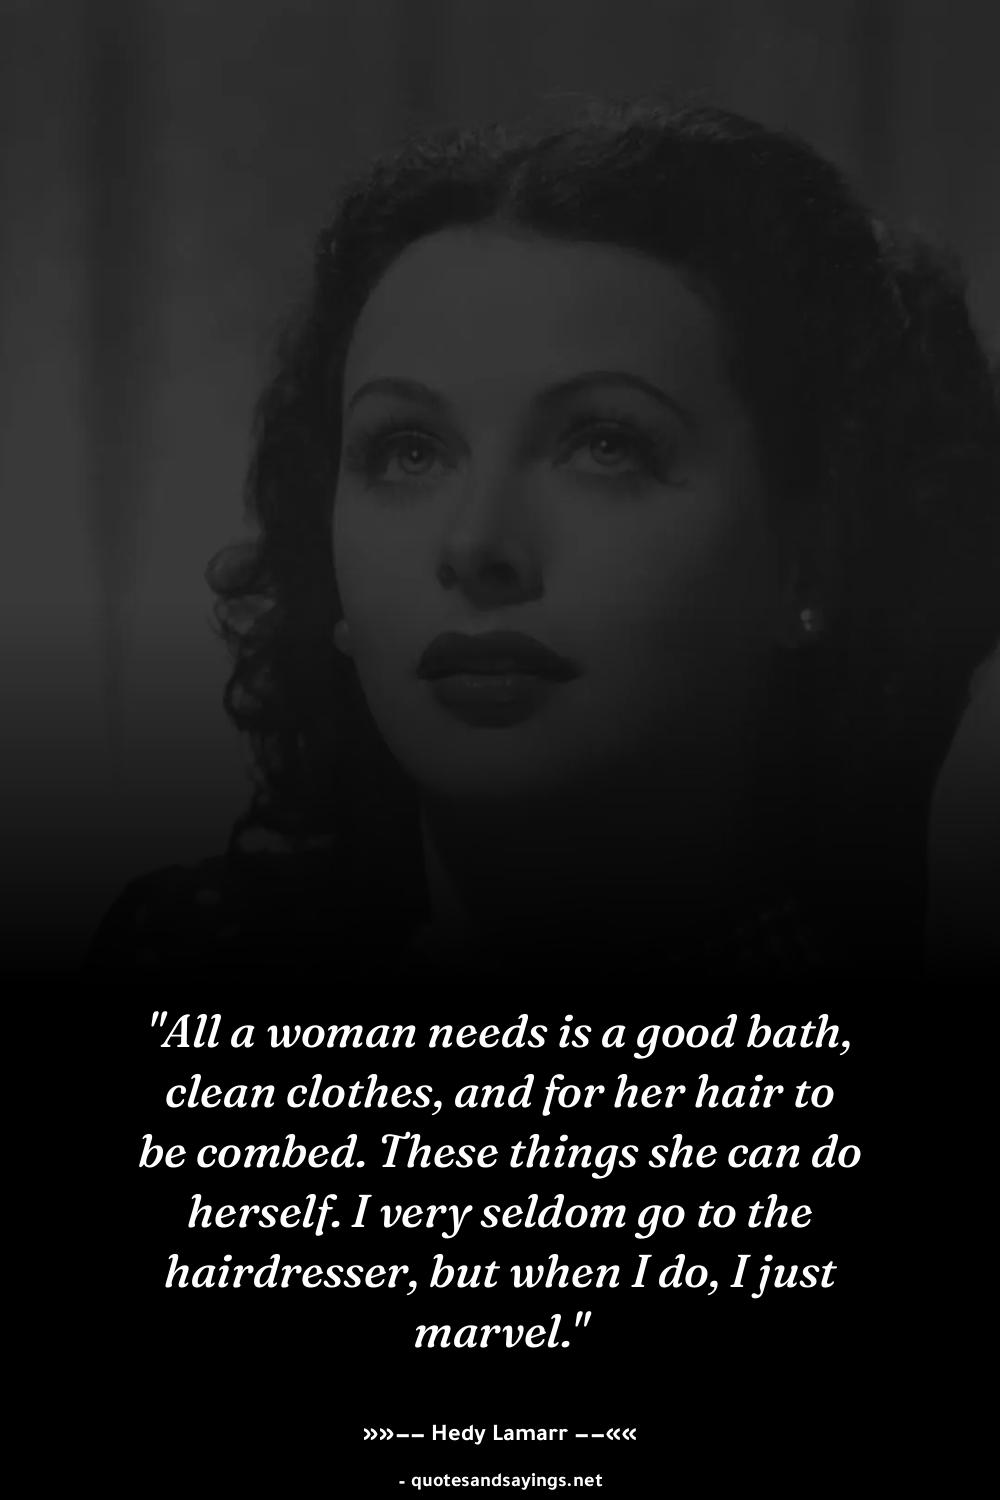 "All a woman needs is a good bath,
clean clothes, and for her hair to
be combed. These things she can do
herself. I very seldom go to the
hairdresser, but when I do, I just
marvel."
»»−− Hedy Lamarr −−««
- quotesandsayings.net